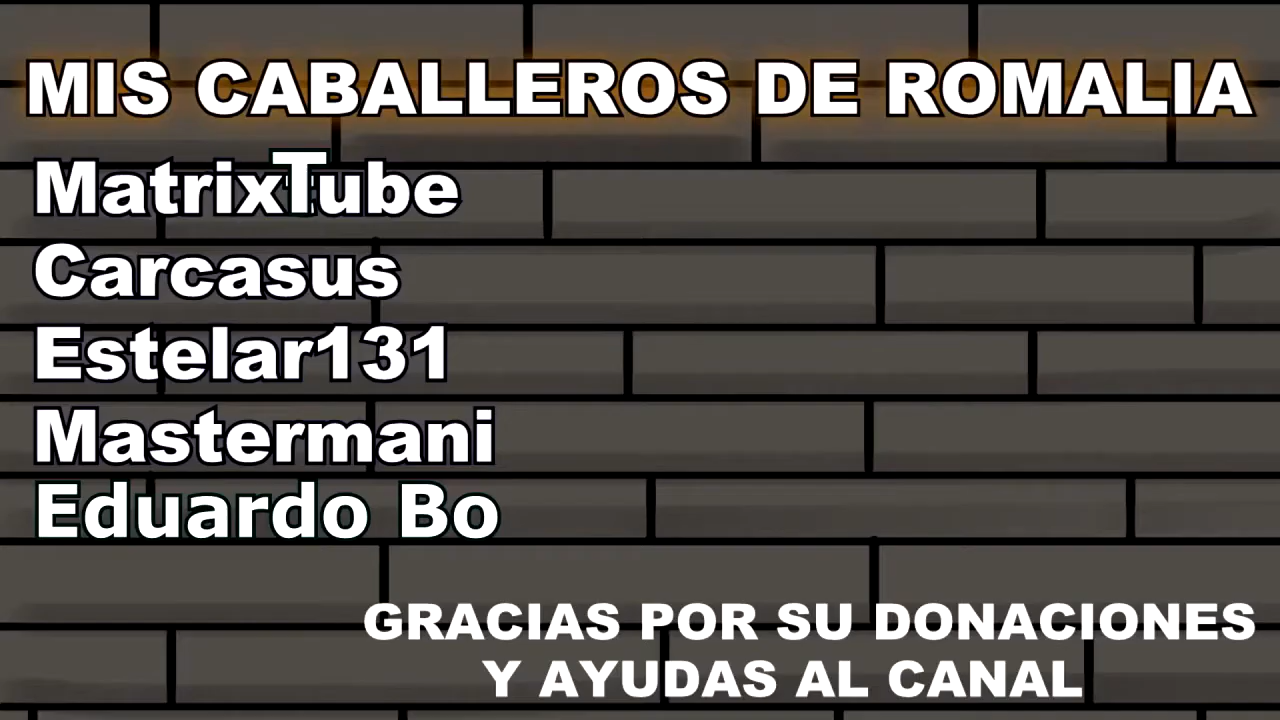 MIS CABALLEROS DE ROMALIA
MatrixTube
Carcasus
Estelar131
Mastermani
Eduardo Bo
GRACIAS POR SU DONACIONES
Y AYUDAS AL CANAL